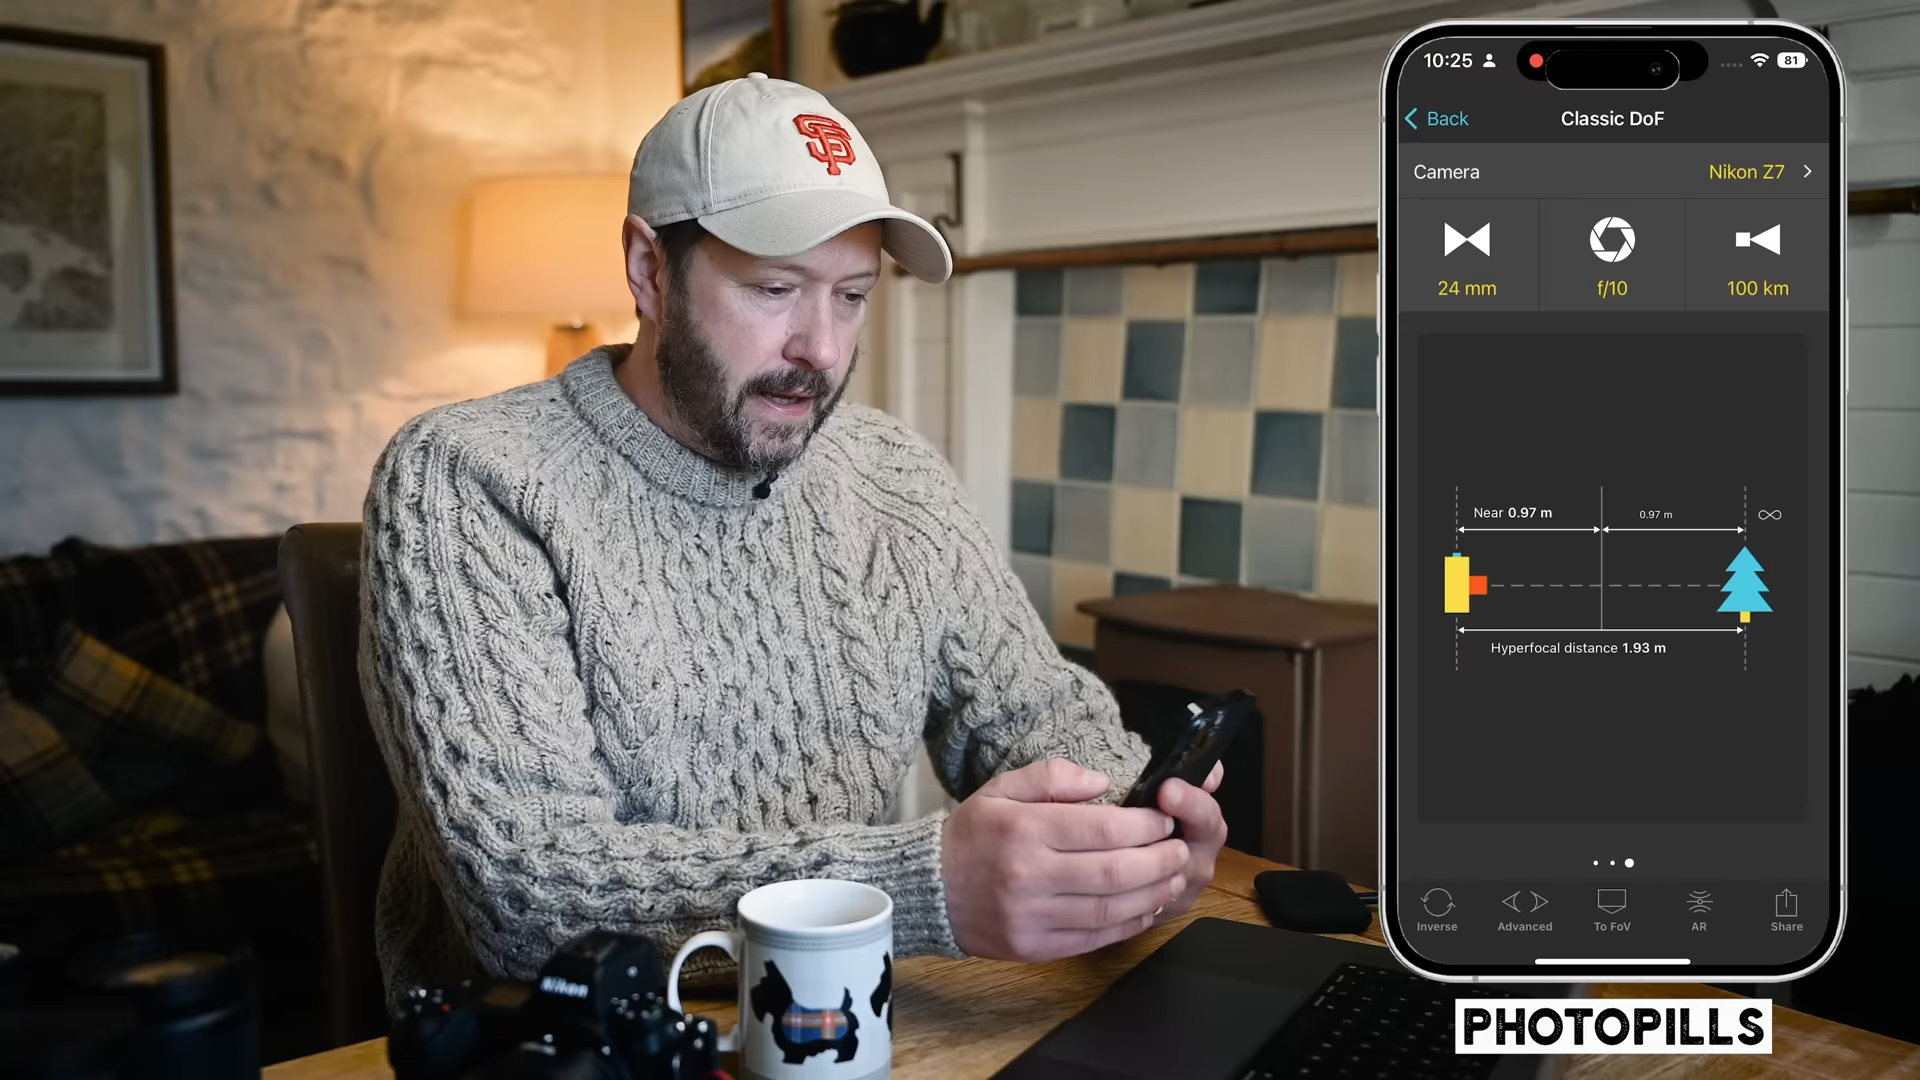 10:25
81
Back
Classic DoF
Camera
Nikon Z7
24 mm
f/10
100 km
Near 0.97 m
0.97 m
∞
Hyperfocal distance 1.93 m
Inverse
Advanced
To FoV
AR
Share
SF
Nikon
PHOTOPILLS